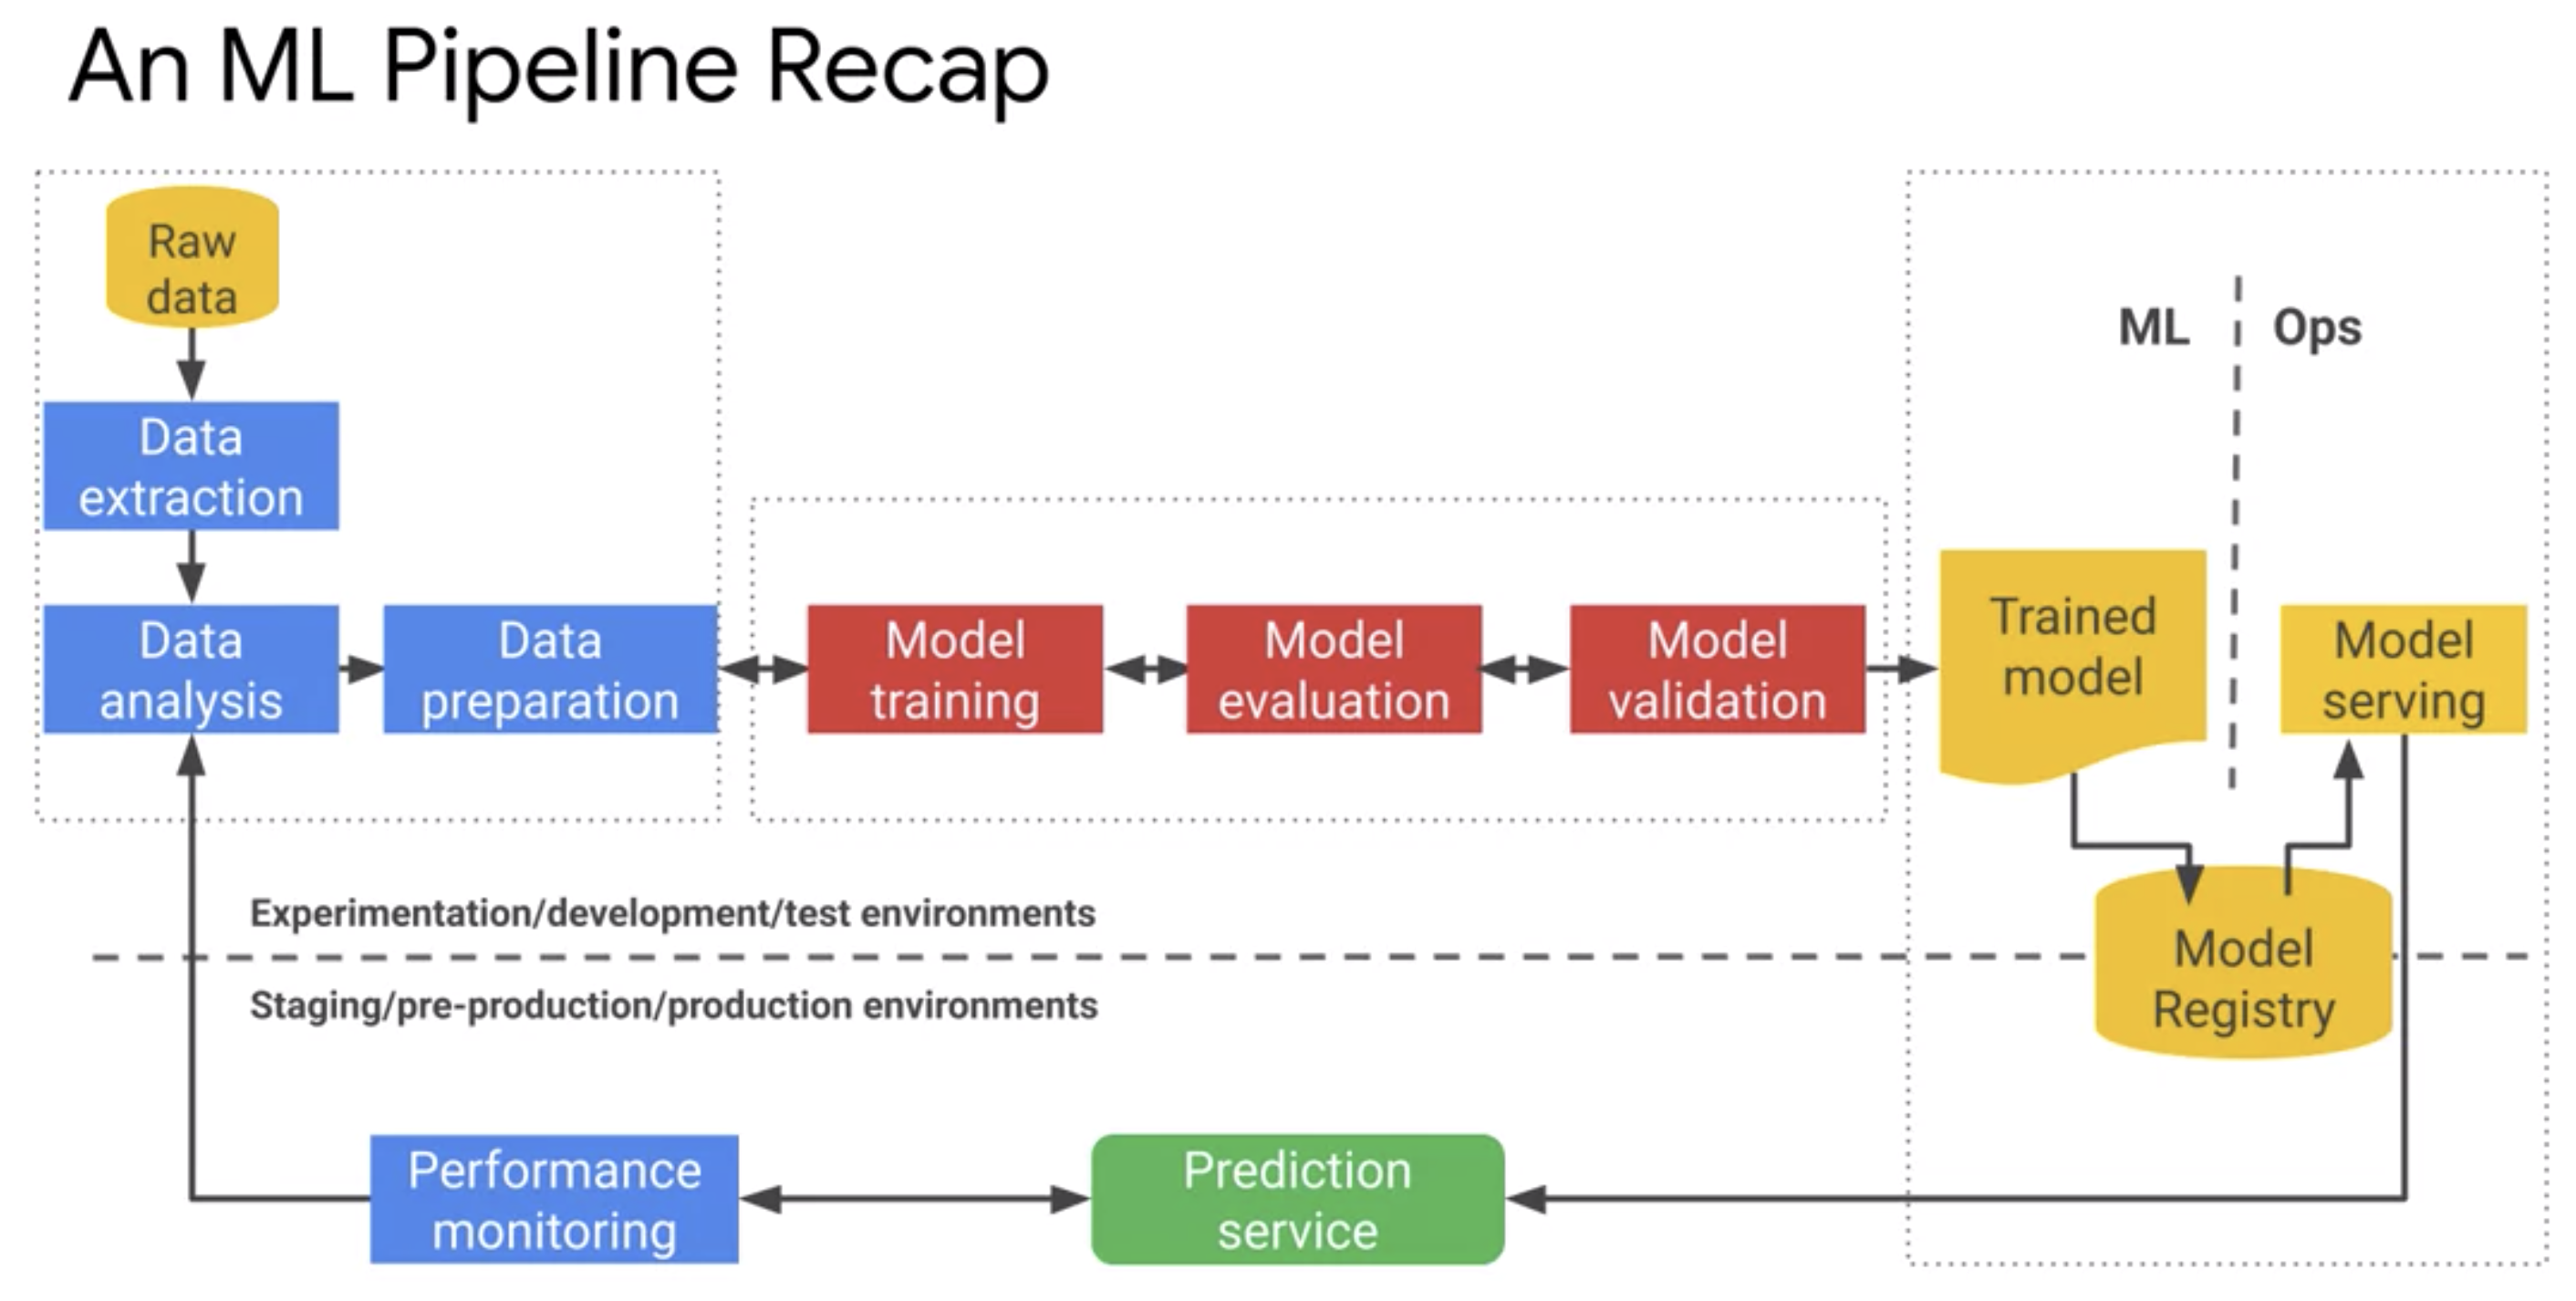 An ML Pipeline Recap
Raw
data
Data
extraction
Data
analysis
Data
preparation
Model
training
Model
evaluation
Model
validation
ML
Ops
Trained
model
Model
serving
Model
Registry
Experimentation/development/test environments
Staging/pre-production/production environments
Performance
monitoring
Prediction
service